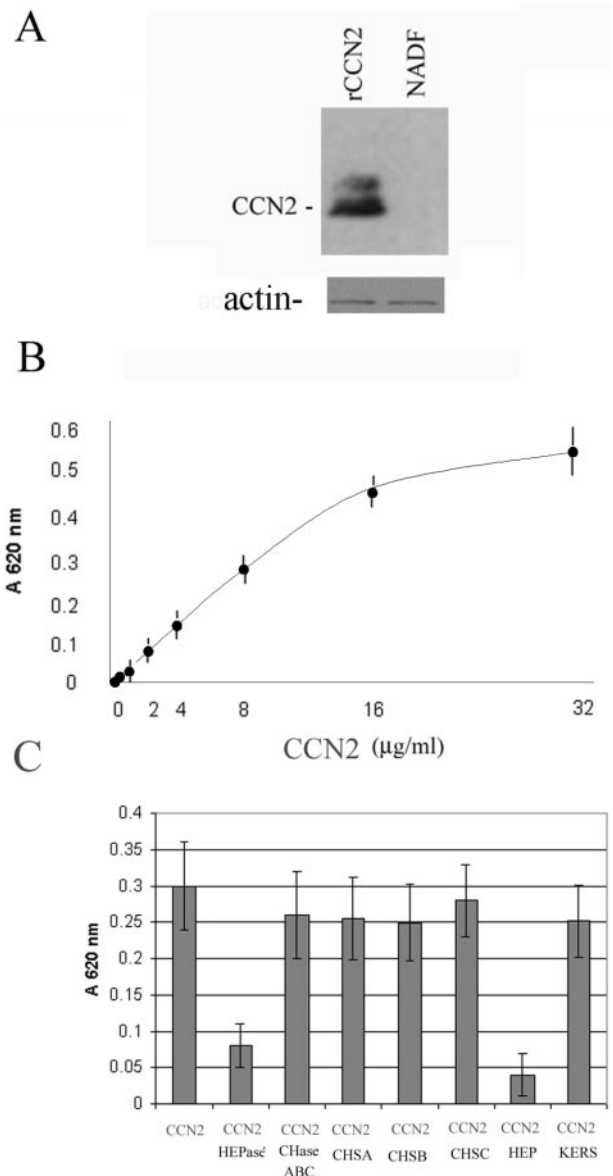 A
rCCN2 NADF
CCN2 -
actin-
B
0.6
0.5
0.4
0.3
0.2
0.1
0
A 620 nm
0 2 4 8 16 32
CCN2 (µg/ml)
C
0.4
0.35
0.3
0.25
0.2
0.15
0.1
0.05
0
A 620 nm
CCN2 CCN2 CCN2 CCN2 CCN2 CCN2 CCN2 CCN2
HEPase CHase CHSA CHSB CHSC HEP KERS
ABC